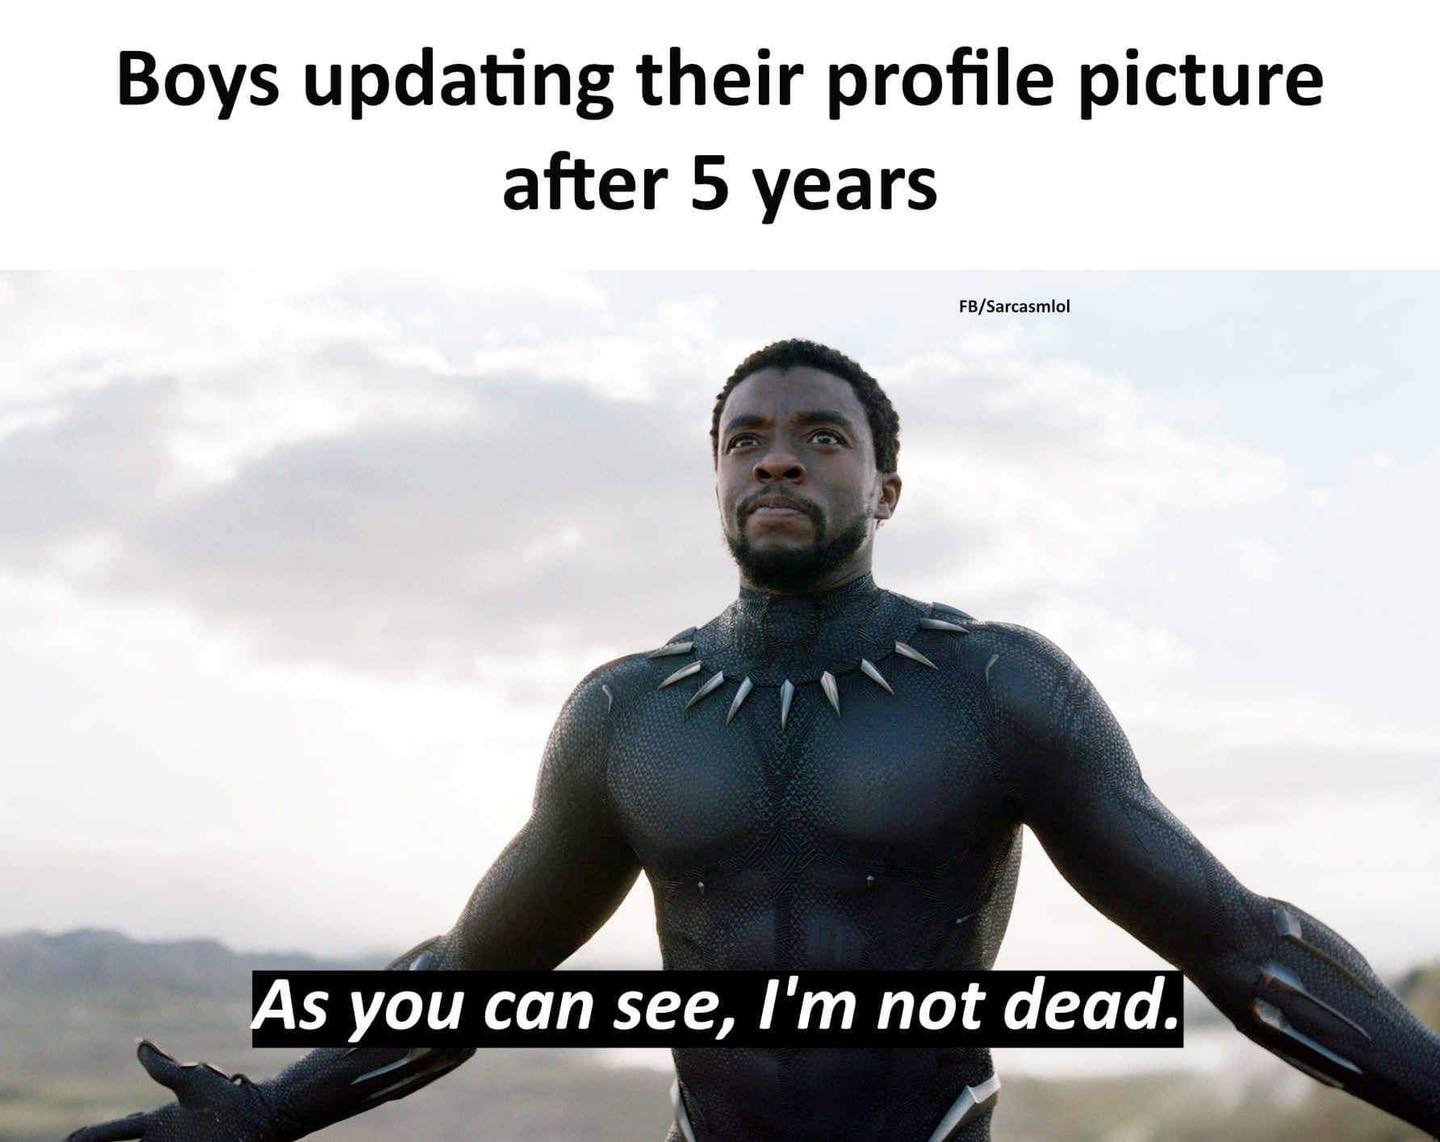 Boys updating their profile picture
after 5 years
FB/Sarcasmlol
As you can see, I'm not dead.